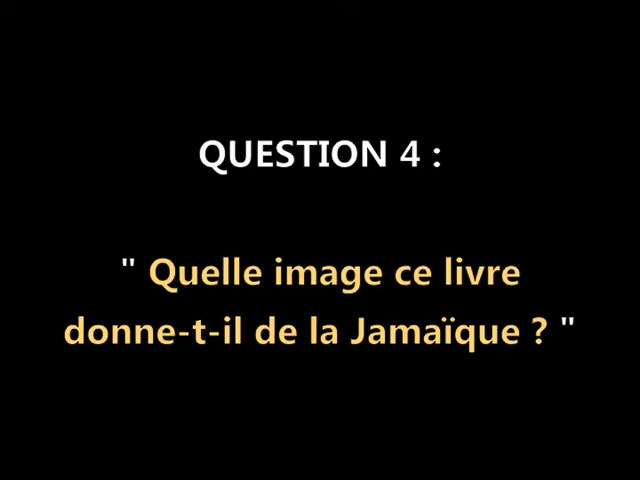 QUESTION 4 :
" Quelle image ce livre
donne-t-il de la Jamaïque ? "